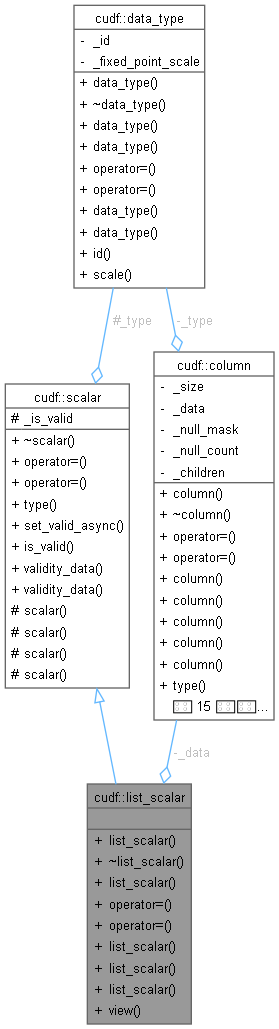 cudf::data_type
- _id
- _fixed_point_scale
+ data_type()
+ ~data_type()
+ data_type()
+ data_type()
+ operator=()
+ operator=()
+ data_type()
+ data_type()
+ id()
+ scale()
#_type
-_type
cudf::scalar
# _is_valid
+ ~scalar()
+ operator=()
+ operator=()
+ type()
+ set_valid_async()
+ is_valid()
+ validity_data()
+ validity_data()
# scalar()
# scalar()
# scalar()
# scalar()
cudf::column
- _size
- _data
- _null_mask
- _null_count
- _children
+ column()
+ ~column()
+ operator=()
+ operator=()
+ column()
+ column()
+ column()
+ column()
+ column()
+ type()
15 ...
-_data
cudf::list_scalar
+ list_scalar()
+ ~list_scalar()
+ list_scalar()
+ operator=()
+ operator=()
+ list_scalar()
+ list_scalar()
+ list_scalar()
+ view()